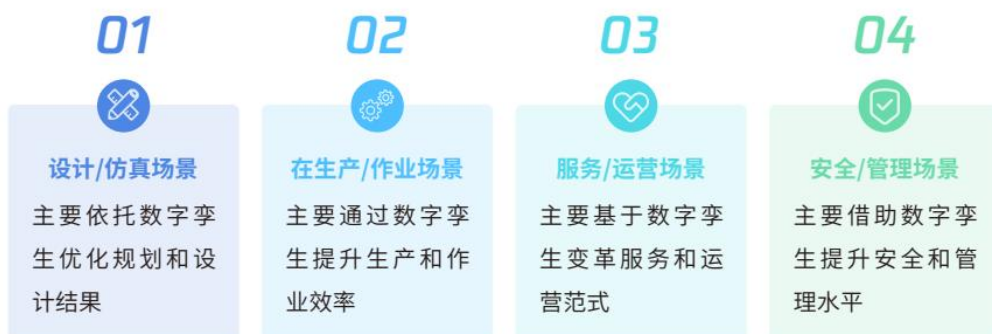 01
设计/仿真场景
主要依托数字孪
生优化规划和设
计结果
02
在生产/作业场景
主要通过数字孪
生提升生产和作
业效率
03
服务/运营场景
主要基于数字孪
生变革服务和运
营范式
04
安全/管理场景
主要借助数字孪
生提升安全和管
理水平